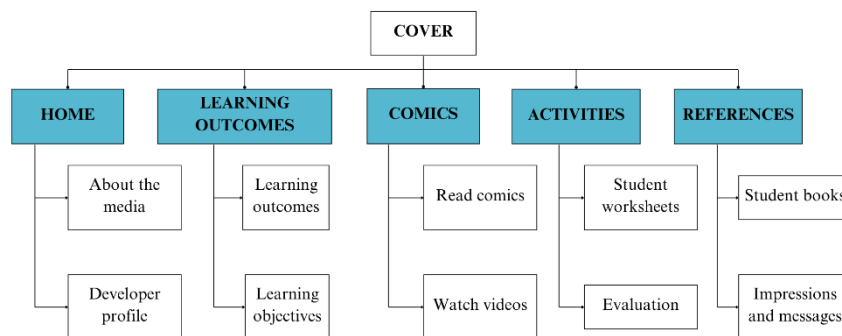 COVER
HOME
LEARNING
OUTCOMES
COMICS
ACTIVITIES
REFERENCES
About the
media
Learning
outcomes
Read comics
Student
worksheets
Student books
Developer
profile
Learning
objectives
Watch videos
Evaluation
Impressions
and messages